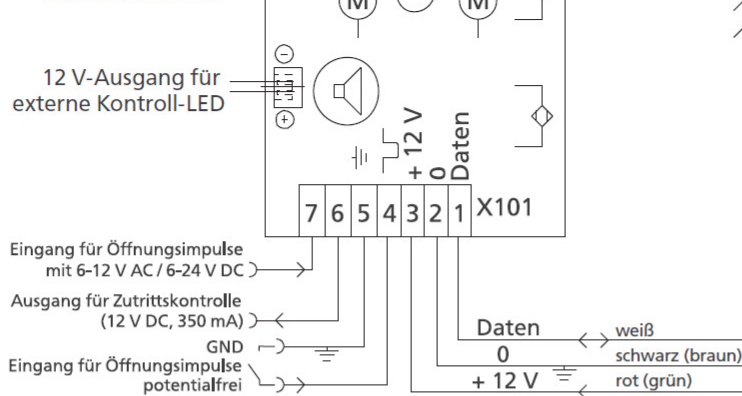 M M
12 V-Ausgang für
externe Kontroll-LED
+ 12 V
0
Daten
7 6 5 4 3 2 1 X101
Eingang für Öffnungsimpulse
mit 6-12 V AC / 6-24 V DC
Ausgang für Zutrittskontrolle
(12 V DC, 350 mA)
GND
Eingang für Öffnungsimpulse
potentialfrei
Daten weiß
0 schwarz (braun)
+ 12 V rot (grün)